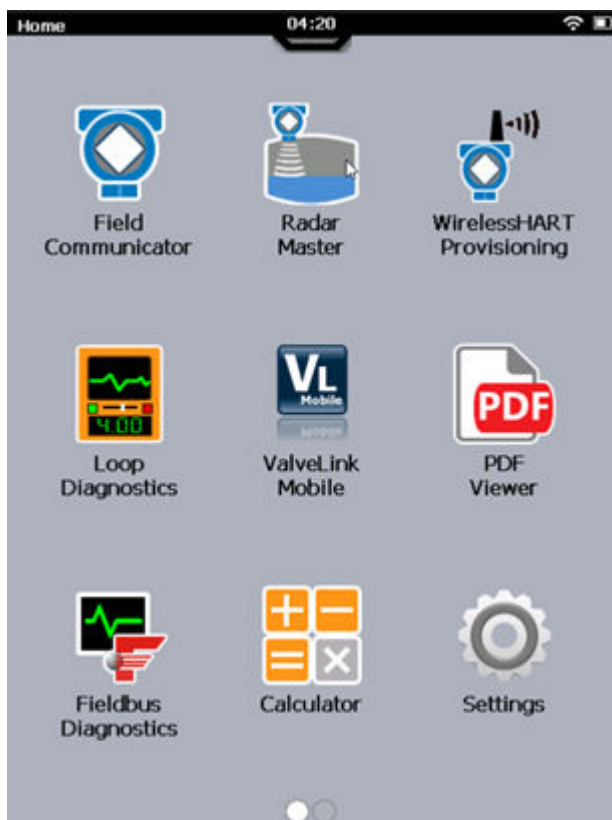 Home
04:20
Field
Communicator
Radar
Master
WirelessHART
Provisioning
4.00
Loop
Diagnostics
VL
Mobile
ValveLink
Mobile
PDF
PDF
Viewer
Fieldbus
Diagnostics
Calculator
Settings